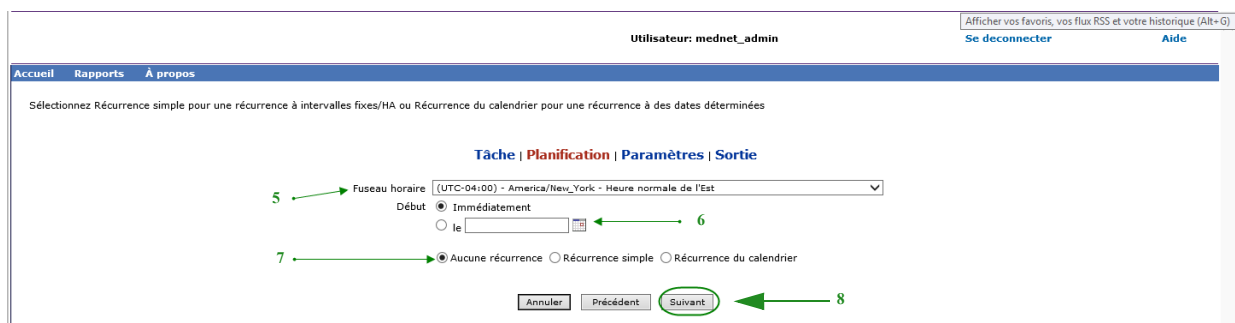 Afficher vos favoris, vos flux RSS et votre historique (Alt+G)
Utilisateur: mednet_admin Se deconnecter Aide
Accueil Rapports À propos
Sélectionnez Récurrence simple pour une récurrence à intervalles fixes/HA ou Récurrence du calendrier pour une récurrence à des dates déterminées
Tâche | Planification | Paramètres | Sortie
5 Fuseau horaire (UTC-04:00) - America/New_York - Heure normale de l'Est
Début Immédiatement
le 6
7 Aucune récurrence Récurrence simple Récurrence du calendrier
Annuler Précédent Suivant 8